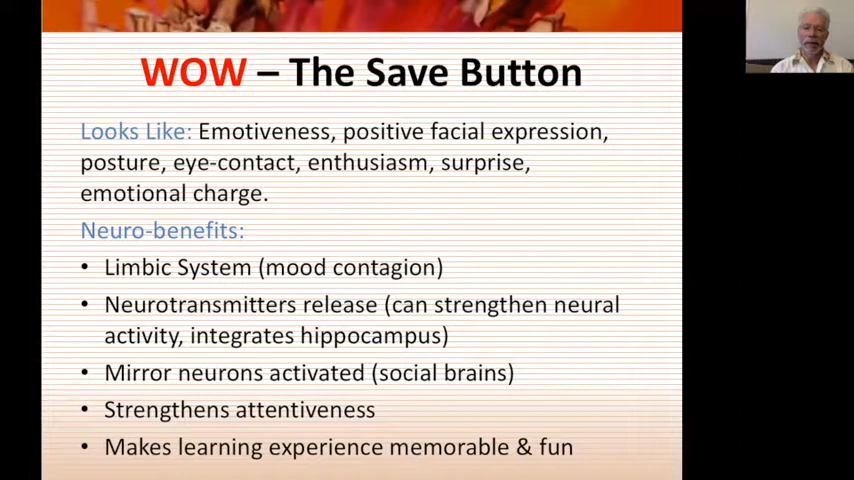 WOW – The Save Button
Looks Like: Emotiveness, positive facial expression,
posture, eye-contact, enthusiasm, surprise,
emotional charge.
Neuro-benefits:
• Limbic System (mood contagion)
• Neurotransmitters release (can strengthen neural
activity, integrates hippocampus)
• Mirror neurons activated (social brains)
• Strengthens attentiveness
• Makes learning experience memorable & fun